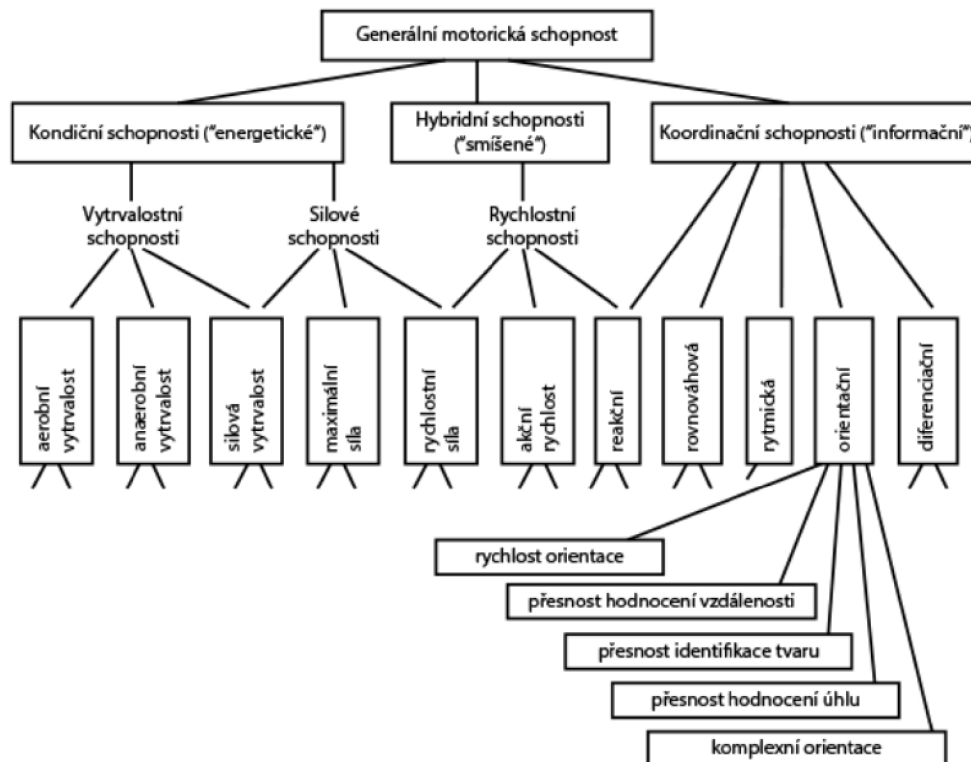 Generální motorická schopnost
Kondiční schopnosti (“energetické“)
Hybridní schopnosti
(“smíšené“)
Koordinační schopnosti (“informační“)
Vytrvalostní
schopnosti
Silové
schopnosti
Rychlostní
schopnosti
aerobní
vytrvalost
anaerobní
vytrvalost
silová
vytrvalost
maximální
síla
rychlostní
síla
akční
rychlost
reakční
rovnováhová
rytmická
orientační
diferenciační
rychlost orientace
přesnost hodnocení vzdálenosti
přesnost identifikace tvaru
přesnost hodnocení úhlu
komplexní orientace